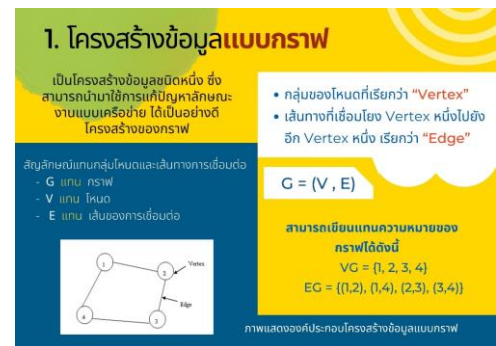 1. โครงสร้างข้อมูลแบบกราฟ
เป็นโครงสร้างข้อมูลชนิดหนึ่ง ซึ่ง
สามารถนำมาใช้การแก้ปัญหาลักษณะ
งานแบบเครือข่าย ได้เป็นอย่างดี
โครงสร้างของกราฟ
สัญลักษณ์แทนกลุ่มโหนดและเส้นทางการเชื่อมต่อ
- G แทน กราฟ
- V แทน โหนด
- E แทน เส้นของการเชื่อมต่อ
1
2
Vertex
Edge
4
3
• กลุ่มของโหนดที่เรียกว่า “Vertex”
• เส้นทางที่เชื่อมโยง Vertex หนึ่งไปยัง
อีก Vertex หนึ่ง เรียกว่า “Edge”
G = (V , E)
สามารถเขียนแทนความหมายของ
กราฟได้ดังนี้
VG = {1, 2, 3, 4}
EG = {(1,2), (1,4), (2,3), (3,4)}
ภาพแสดงองค์ประกอบโครงสร้างข้อมูลแบบกราฟ